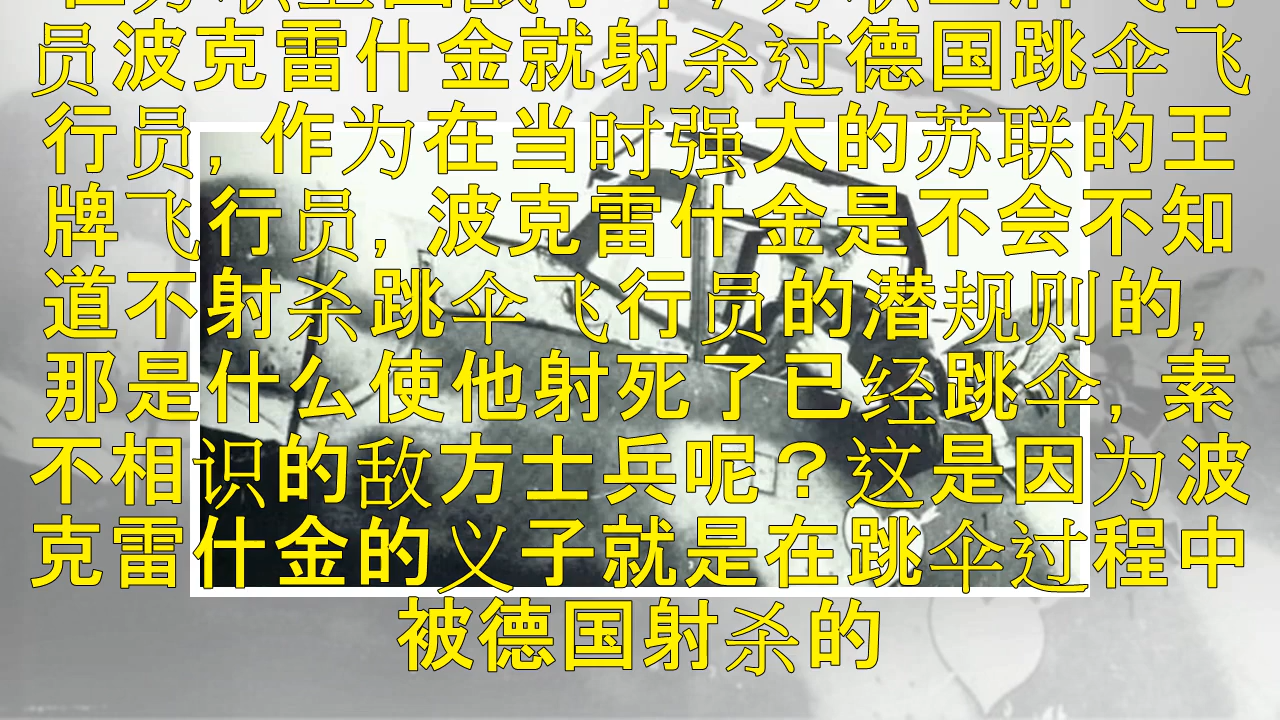 员波克雷什金就射杀过德国跳伞飞
行员，作为在当时强大的苏联的王
牌飞行员，波克雷什金是不会不知
道不射杀跳伞飞行员的潜规则的，
那是什么使他射死了已经跳伞，素
不相识的敌方士兵呢？这是因为波
克雷什金的义子就是在跳伞过程中
被德国射杀的